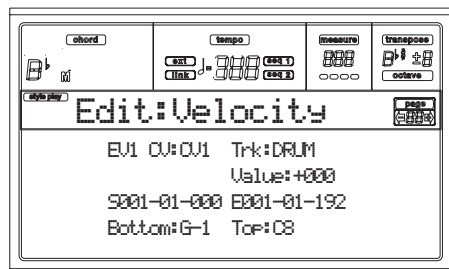 chord tempo measure transpose
ext seq 1
link seq 2
octave
style play
Edit:Velocity
page
EV1 CV:CV1 Trk:DRUM
Value:+000
S001-01-000 E001-01-192
Bottom:G-1 Top:C8